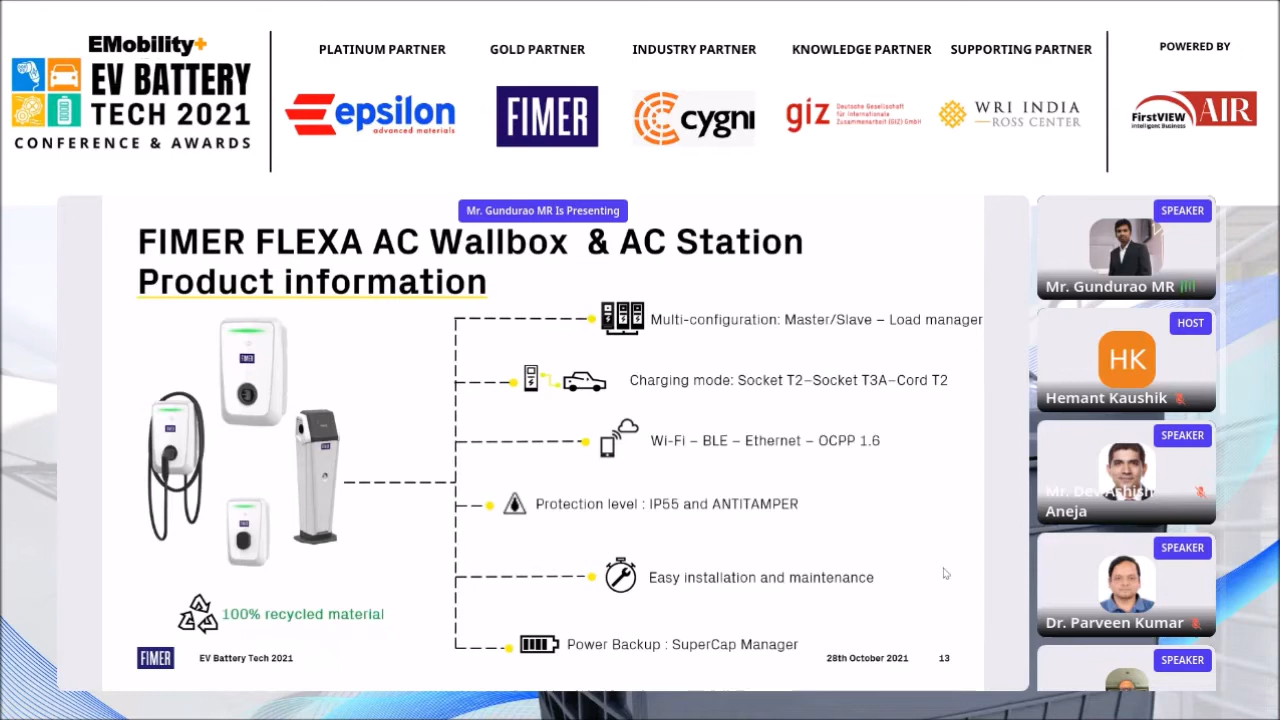 EMobility+
EV BATTERY
TECH 2021
CONFERENCE & AWARDS
PLATINUM PARTNER
epsilon
advanced materials
GOLD PARTNER
FIMER
INDUSTRY PARTNER
cygni
KNOWLEDGE PARTNER
giz
Deutsche Gesellschaft
für Internationale
Zusammenarbeit (GIZ) GmbH
SUPPORTING PARTNER
WRI INDIA
ROSS CENTER
POWERED BY
FirstVIEW
Intelligent Business
AIR
Mr. Gundurao MR Is Presenting
FIMER FLEXA AC Wallbox & AC Station
Product information
Multi-configuration: Master/Slave – Load manager
Charging mode: Socket T2–Socket T3A–Cord T2
Wi-Fi – BLE – Ethernet – OCPP 1.6
Protection level : IP55 and ANTITAMPER
Easy installation and maintenance
Power Backup : SuperCap Manager
100% recycled material
FIMER
EV Battery Tech 2021
28th October 2021
13
SPEAKER
Mr. Gundurao MR
HOST
HK
Hemant Kaushik
SPEAKER
Mr. Dev Ashish
Aneja
SPEAKER
Dr. Parveen Kumar
SPEAKER